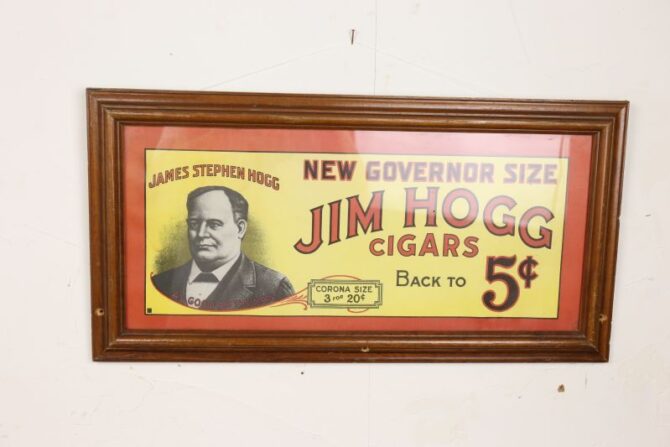 JAMES STEPHEN HOGG
NEW GOVERNOR SIZE
JIM HOGG
CIGARS
BACK TO 5¢
CORONA SIZE
3 FOR 20¢